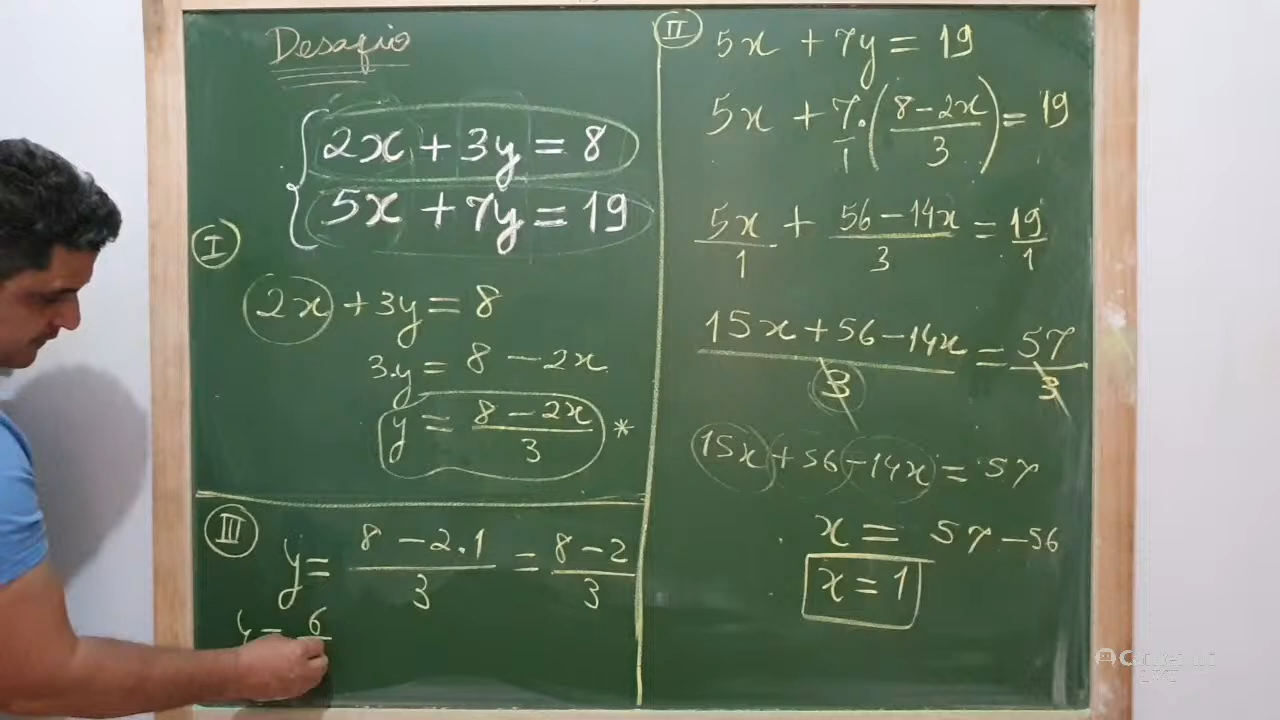 Desafio
2x + 3y = 8
5x + 7y = 19
I
2x + 3y = 8
3y = 8 - 2x
y = (8 - 2x)/3 *
II
5x + 7y = 19
5x + 7/1 . ((8 - 2x)/3) = 19
5x/1 + (56 - 14x)/3 = 19/1
(15x + 56 - 14x)/3 = 57/3
15x + 56 - 14x = 57
x = 57 - 56
x = 1
III
y = (8 - 2.1)/3 = (8 - 2)/3
y = 6